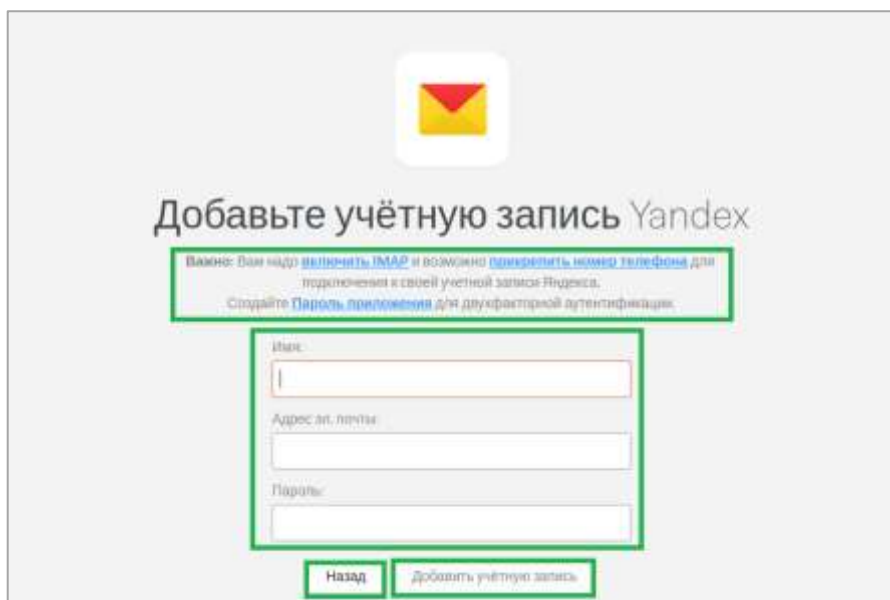 Добавьте учётную запись Yandex
Важно: Вам надо включить IMAP и возможно прикрепить номер телефона для
подключения к своей учетной записи Яндекса.
Создайте Пароль приложения для двухфакторной аутентификации.
Имя:
Адрес эл. почты:
Пароль:
Назад
Добавить учётную запись